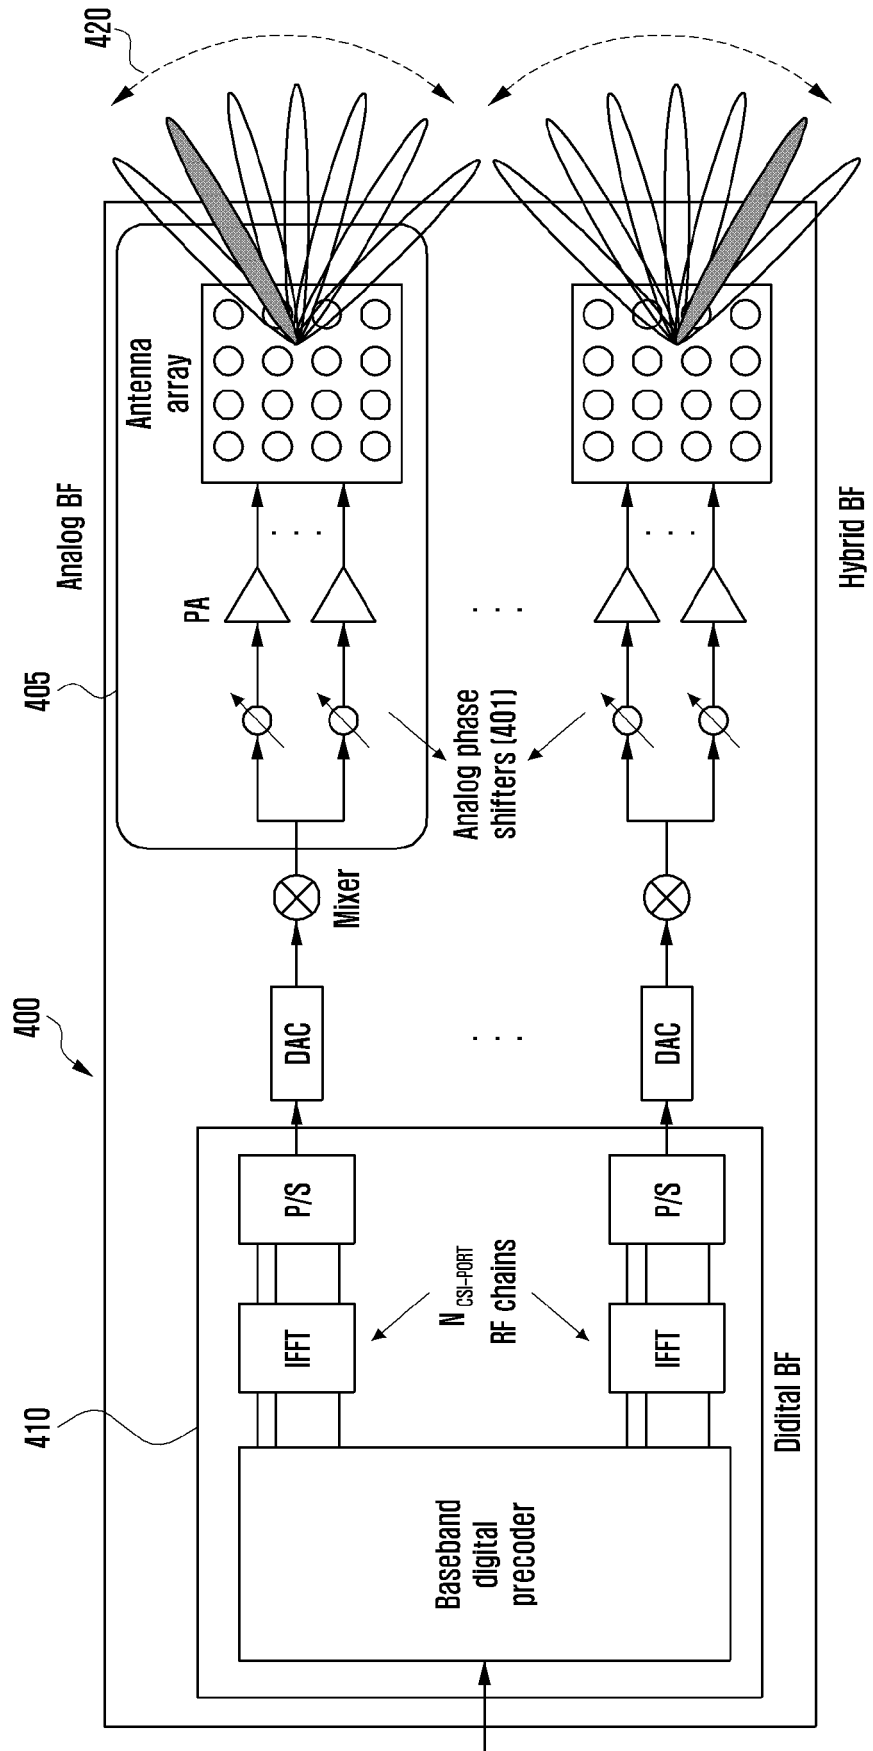 420
Analog BF
Antenna
array
PA
405
Analog phase
shifters (401)
Mixer
400
DAC
. . .
DAC
P/S
IFFT
N CSI-PORT
RF chains
P/S
IFFT
410
Baseband
digital
precoder
Didital BF
Hybrid BF